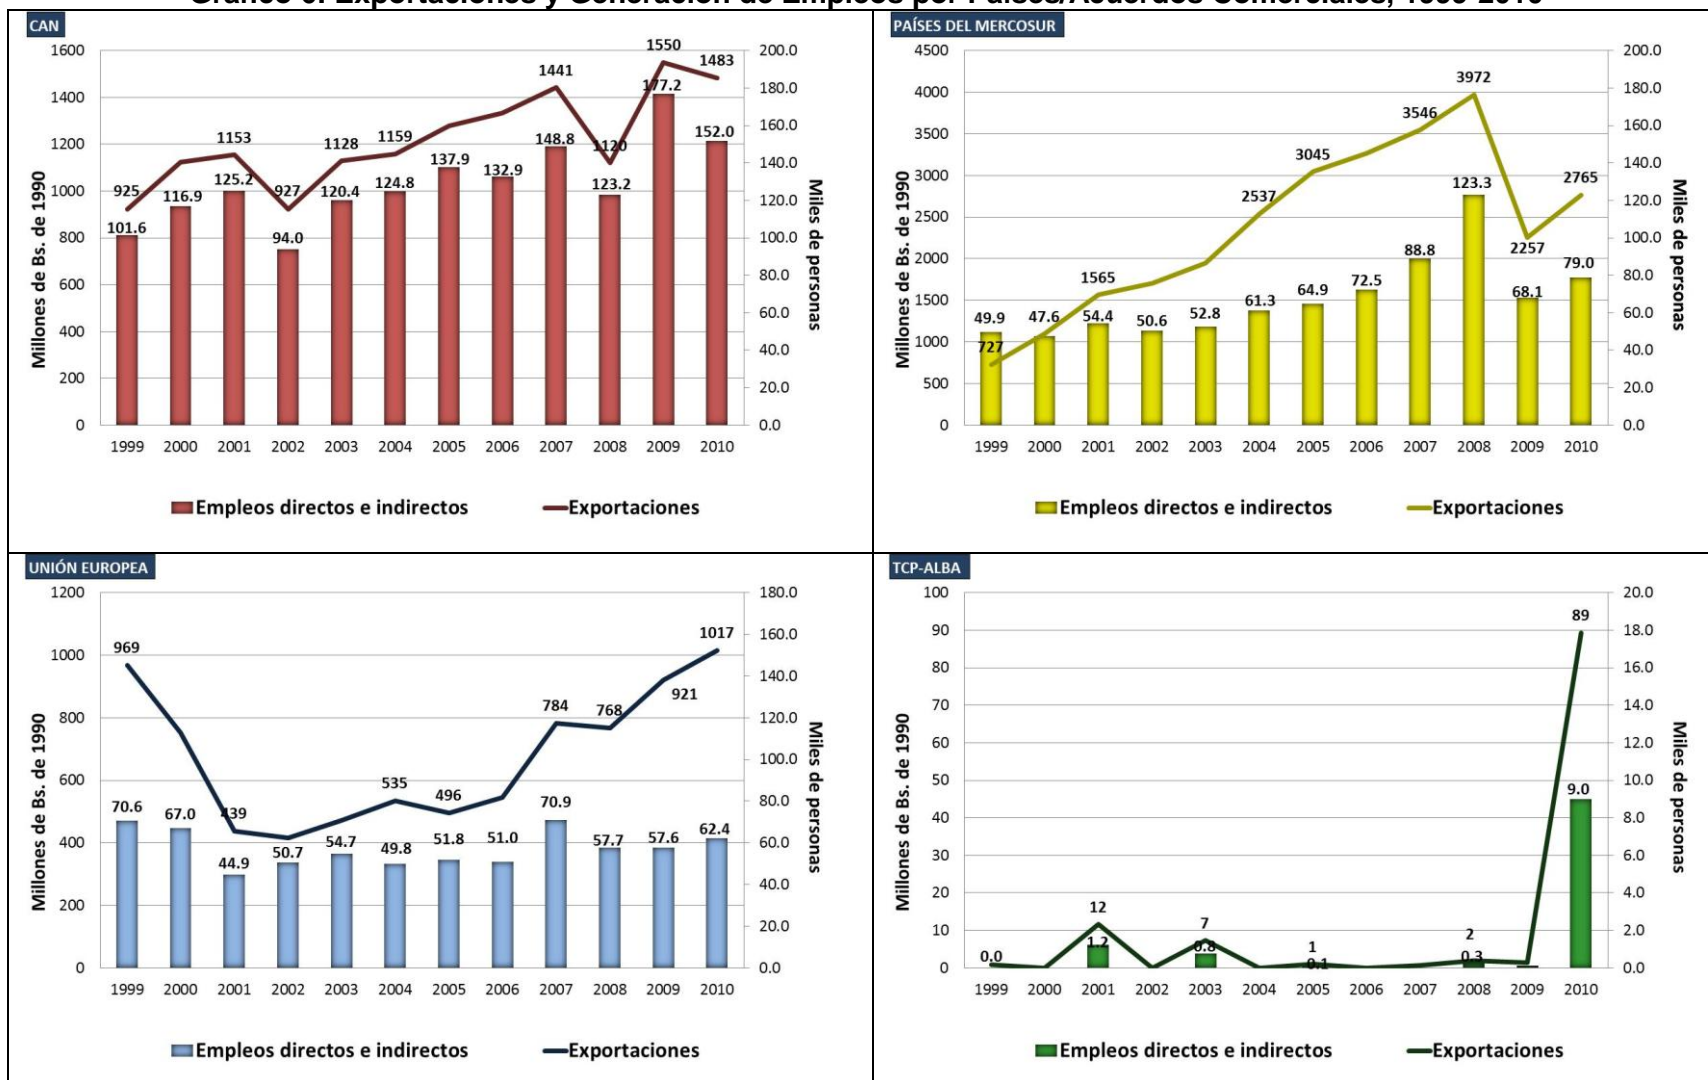 Gráfico 6. Exportaciones y Generación de Empleos por Países/Acuerdos Comerciales, 1999-2010
CAN
Millones de Bs. de 1990
Miles de personas
1600
1400
1200
1000
800
600
400
200
0
200.0
180.0
160.0
140.0
120.0
100.0
80.0
60.0
40.0
20.0
0.0
925 1153 927 1128 1159 1441 1120 1550 1483
101.6 116.9 125.2 94.0 120.4 124.8 137.9 132.9 148.8 123.2 177.2 152.0
1999 2000 2001 2002 2003 2004 2005 2006 2007 2008 2009 2010
Empleos directos e indirectos Exportaciones
PAÍSES DEL MERCOSUR
Millones de Bs. de 1990
Miles de personas
4500
4000
3500
3000
2500
2000
1500
1000
500
0
200.0
180.0
160.0
140.0
120.0
100.0
80.0
60.0
40.0
20.0
0.0
727 1565 2537 3045 3546 3972 2257 2765
49.9 47.6 54.4 50.6 52.8 61.3 64.9 72.5 88.8 123.3 68.1 79.0
1999 2000 2001 2002 2003 2004 2005 2006 2007 2008 2009 2010
Empleos directos e indirectos Exportaciones
UNIÓN EUROPEA
Millones de Bs. de 1990
Miles de personas
1200
1000
800
600
400
200
0
180.0
160.0
140.0
120.0
100.0
80.0
60.0
40.0
20.0
0.0
969 439 535 496 784 768 921 1017
70.6 67.0 44.9 50.7 54.7 49.8 51.8 51.0 70.9 57.7 57.6 62.4
1999 2000 2001 2002 2003 2004 2005 2006 2007 2008 2009 2010
Empleos directos e indirectos Exportaciones
TCP-ALBA
Millones de Bs. de 1990
Miles de personas
100
90
80
70
60
50
40
30
20
10
0
20.0
18.0
16.0
14.0
12.0
10.0
8.0
6.0
4.0
2.0
0.0
12 7 1 2 89
0.0 1.2 0.8 0.1 0.3 9.0
1999 2000 2001 2002 2003 2004 2005 2006 2007 2008 2009 2010
Empleos directos e indirectos Exportaciones